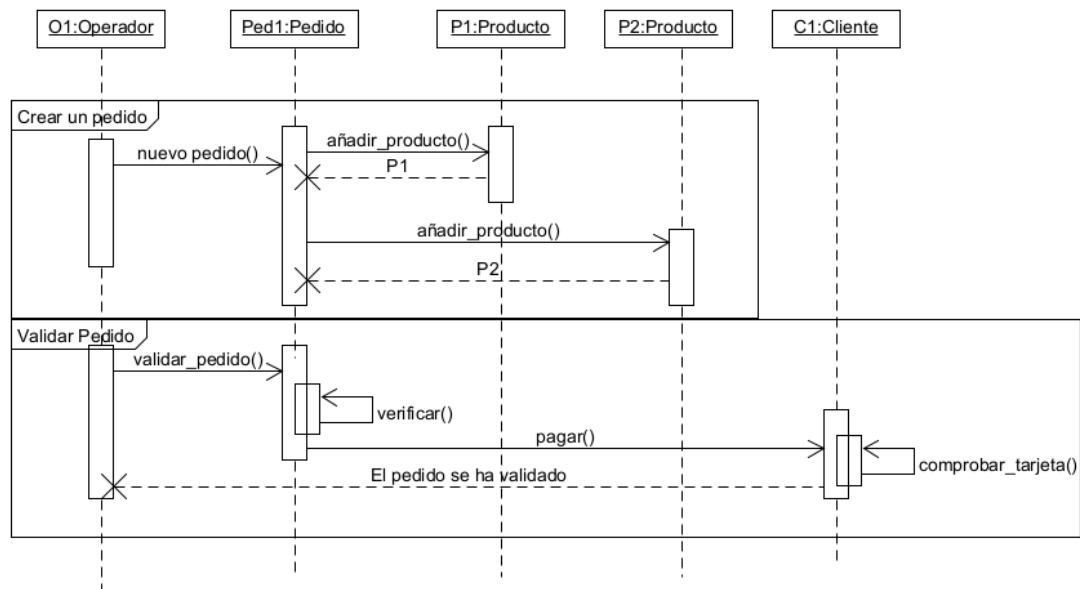 O1:Operador
Ped1:Pedido
P1:Producto
P2:Producto
C1:Cliente
Crear un pedido
añadir_producto()
nuevo pedido()
P1
añadir_producto()
P2
Validar Pedido
validar_pedido()
verificar()
pagar()
comprobar_tarjeta()
El pedido se ha validado